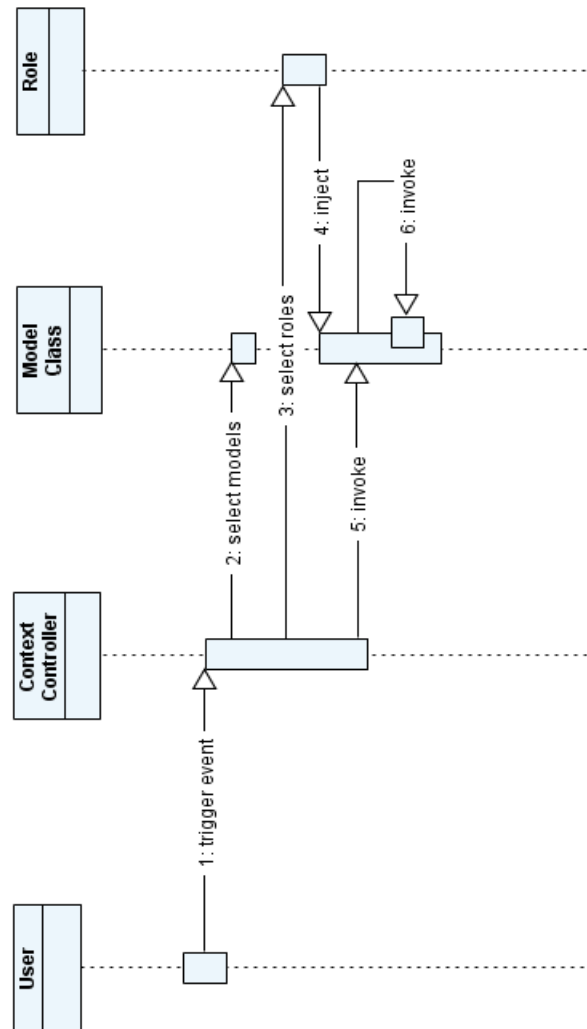 User
Context
Controller
Model
Class
Role
1: trigger event
2: select models
3: select roles
4: inject
5: invoke
6: invoke